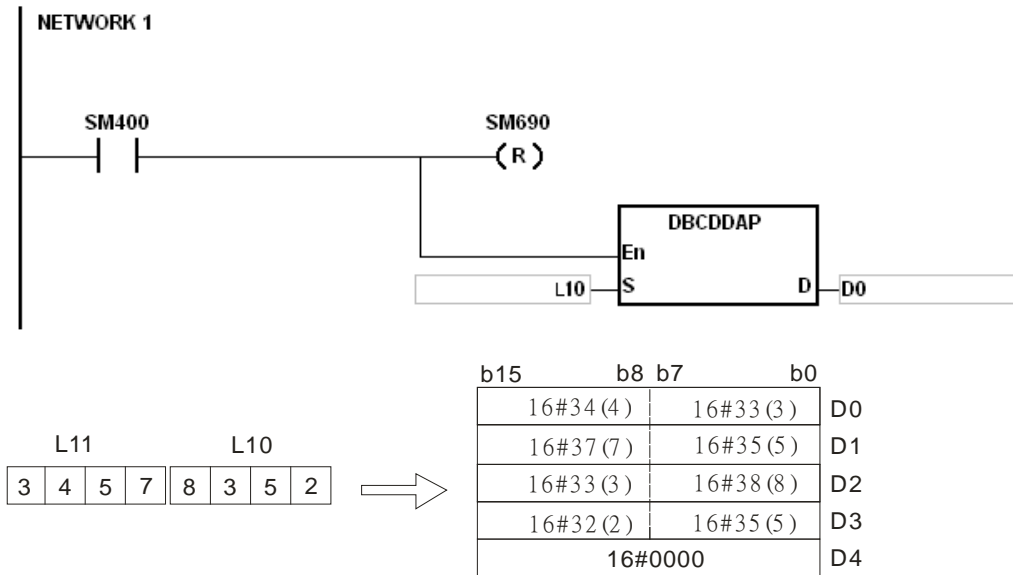 NETWORK 1
SM400 SM690
( R )
DBCDDAP
En
L10 S D D0
b15 b8 b7 b0
16#34(4) 16#33(3) D0
L11 L10 16#37(7) 16#35(5) D1
3 4 5 7 8 3 5 2 16#33(3) 16#38(8) D2
16#32(2) 16#35(5) D3
16#0000 D4